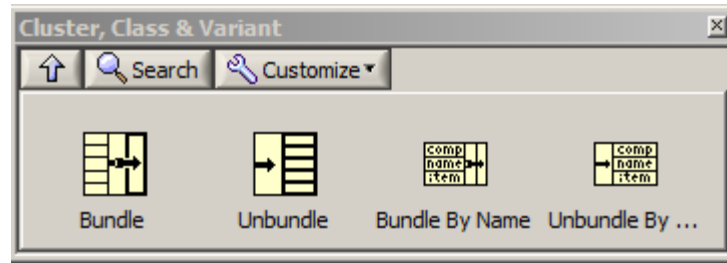 Cluster, Class & Variant
Search Customize
comp name item
comp name item
Bundle Unbundle Bundle By Name Unbundle By ...